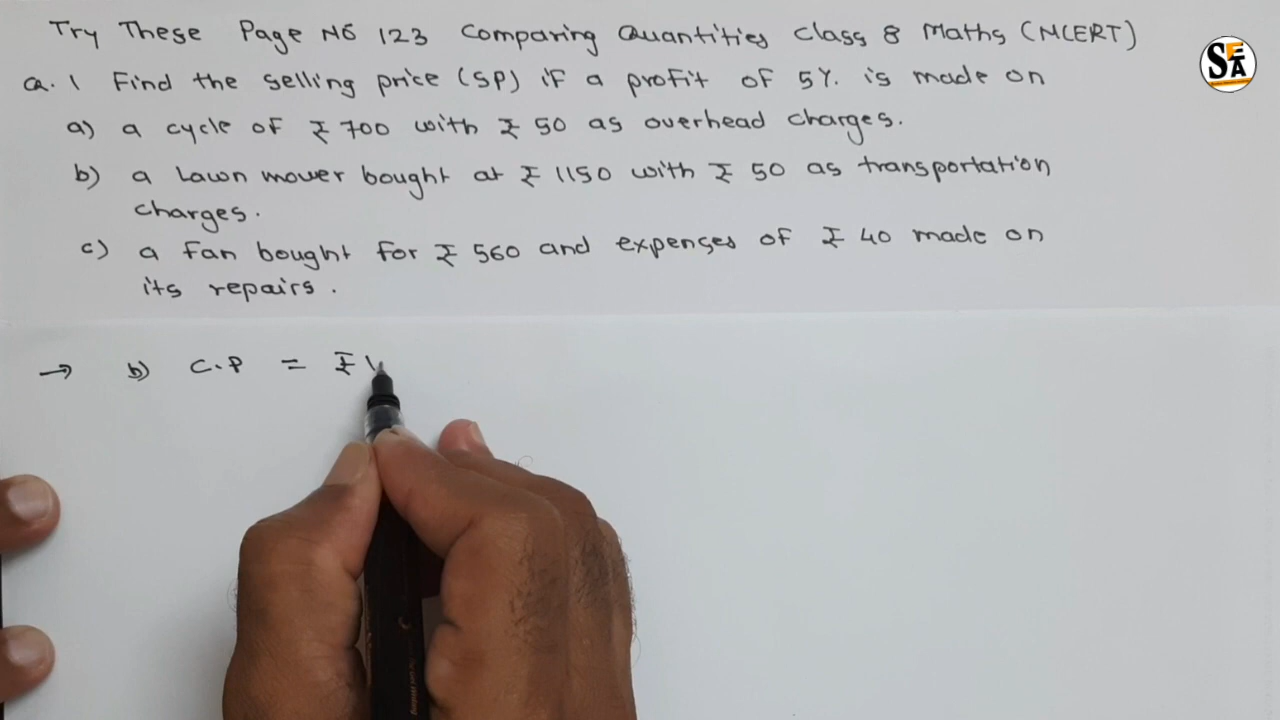 Try These Page No 123 Comparing Quantities Class 8 Maths (NCERT)
Q. 1 Find the selling price (SP) if a profit of 5%. is made on
a) a cycle of ₹ 700 with ₹ 50 as overhead charges.
b) a Lawn mower bought at ₹ 1150 with ₹ 50 as transportation
charges.
c) a fan bought for ₹ 560 and expenses of ₹ 40 made on
its repairs.
→ b) C.P = ₹
SFA